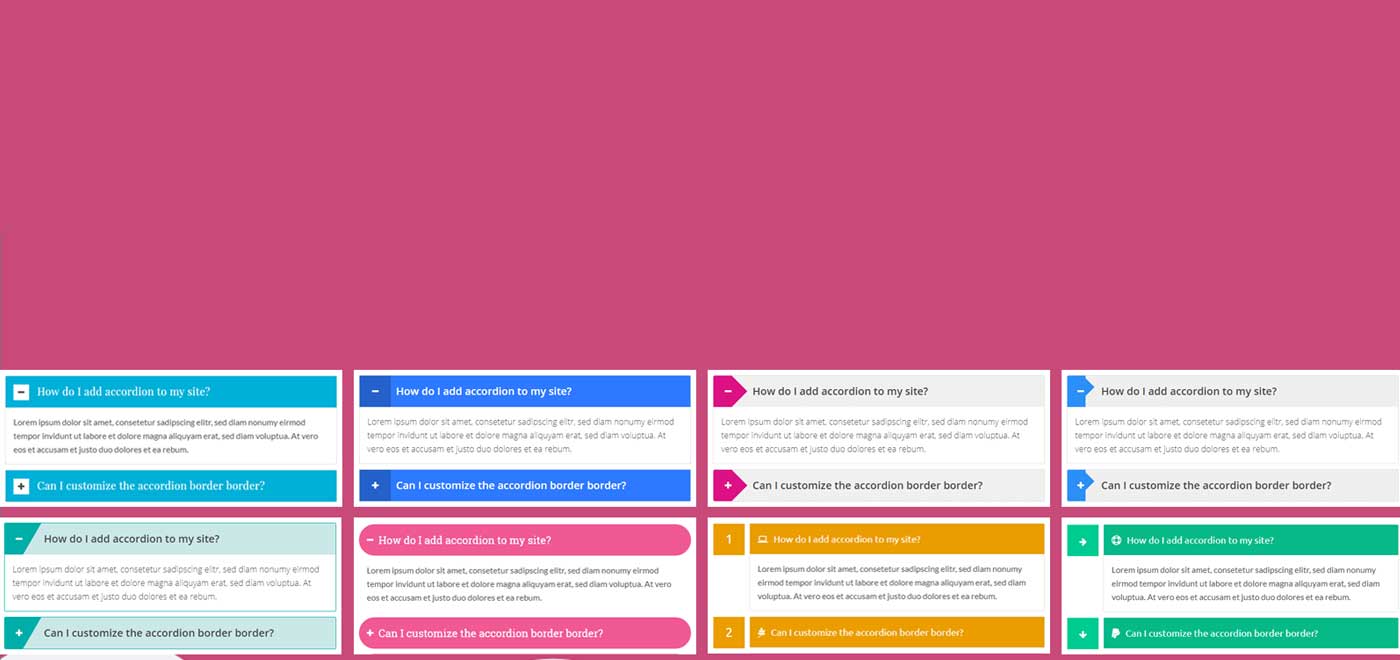 How do I add accordion to my site?
Lorem ipsum dolor sit amet, consetetur sadipscing elitr, sed diam nonumy eirmod
tempor invidunt ut labore et dolore magna aliquyam erat, sed diam voluptua. At vero
eos et accusam et justo duo dolores et ea rebum.
Can I customize the accordion border border?
How do I add accordion to my site?
Lorem ipsum dolor sit amet, consetetur sadipscing elitr, sed diam nonumy eirmod
tempor invidunt ut labore et dolore magna aliquyam erat, sed diam voluptua. At
vero eos et accusam et justo duo dolores et ea rebum.
Can I customize the accordion border border?
How do I add accordion to my site?
Lorem ipsum dolor sit amet, consetetur sadipscing elitr, sed diam nonumy eirmod
tempor invidunt ut labore et dolore magna aliquyam erat, sed diam voluptua. At
vero eos et accusam et justo duo dolores et ea rebum.
Can I customize the accordion border border?
How do I add accordion to my site?
Lorem ipsum dolor sit amet, consetetur sadipscing elitr, sed diam nonumy eirmod
tempor invidunt ut labore et dolore magna aliquyam erat, sed diam voluptua. At
vero eos et accusam et justo duo dolores et ea rebum.
Can I customize the accordion border border?
How do I add accordion to my site?
Lorem ipsum dolor sit amet, consetetur sadipscing elitr, sed diam nonumy eirmod
tempor invidunt ut labore et dolore magna aliquyam erat, sed diam voluptua. At
vero eos et accusam et justo duo dolores et ea rebum.
Can I customize the accordion border border?
How do I add accordion to my site?
Lorem ipsum dolor sit amet, consetetur sadipscing elitr, sed diam nonumy eirmod
tempor invidunt ut labore et dolore magna aliquyam erat, sed diam voluptua. At vero
eos et accusam et justo duo dolores et ea rebum.
Can I customize the accordion border border?
1 How do I add accordion to my site?
Lorem ipsum dolor sit amet, consetetur sadipscing elitr, sed diam nonumy
eirmod tempor invidunt ut labore et dolore magna aliquyam erat, sed diam
voluptua. At vero eos et accusam et justo duo dolores et ea rebum.
2 Can I customize the accordion border border?
How do I add accordion to my site?
Lorem ipsum dolor sit amet, consetetur sadipscing elitr, sed diam nonumy
eirmod tempor invidunt ut labore et dolore magna aliquyam erat, sed diam
voluptua. At vero eos et accusam et justo duo dolores et ea rebum.
Can I customize the accordion border border?